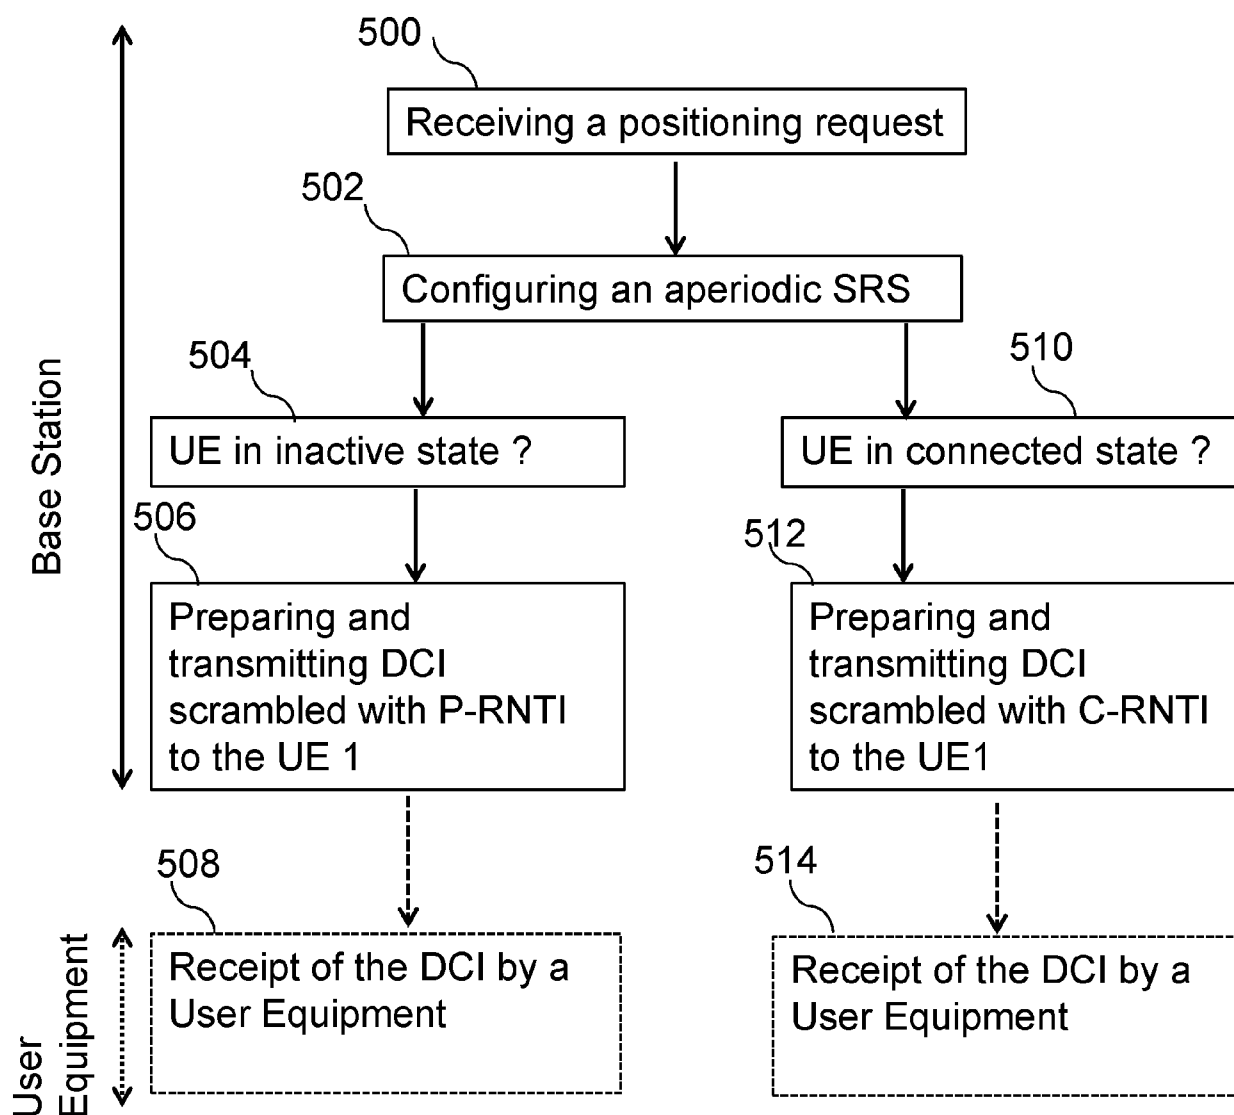 500
Receiving a positioning request
502
Configuring an aperiodic SRS
504
UE in inactive state ?
510
UE in connected state ?
506
Preparing and
transmitting DCI
scrambled with P-RNTI
to the UE 1
512
Preparing and
transmitting DCI
scrambled with C-RNTI
to the UE1
Base Station
508
Receipt of the DCI by a
User Equipment
514
Receipt of the DCI by a
User Equipment
User
Equipment